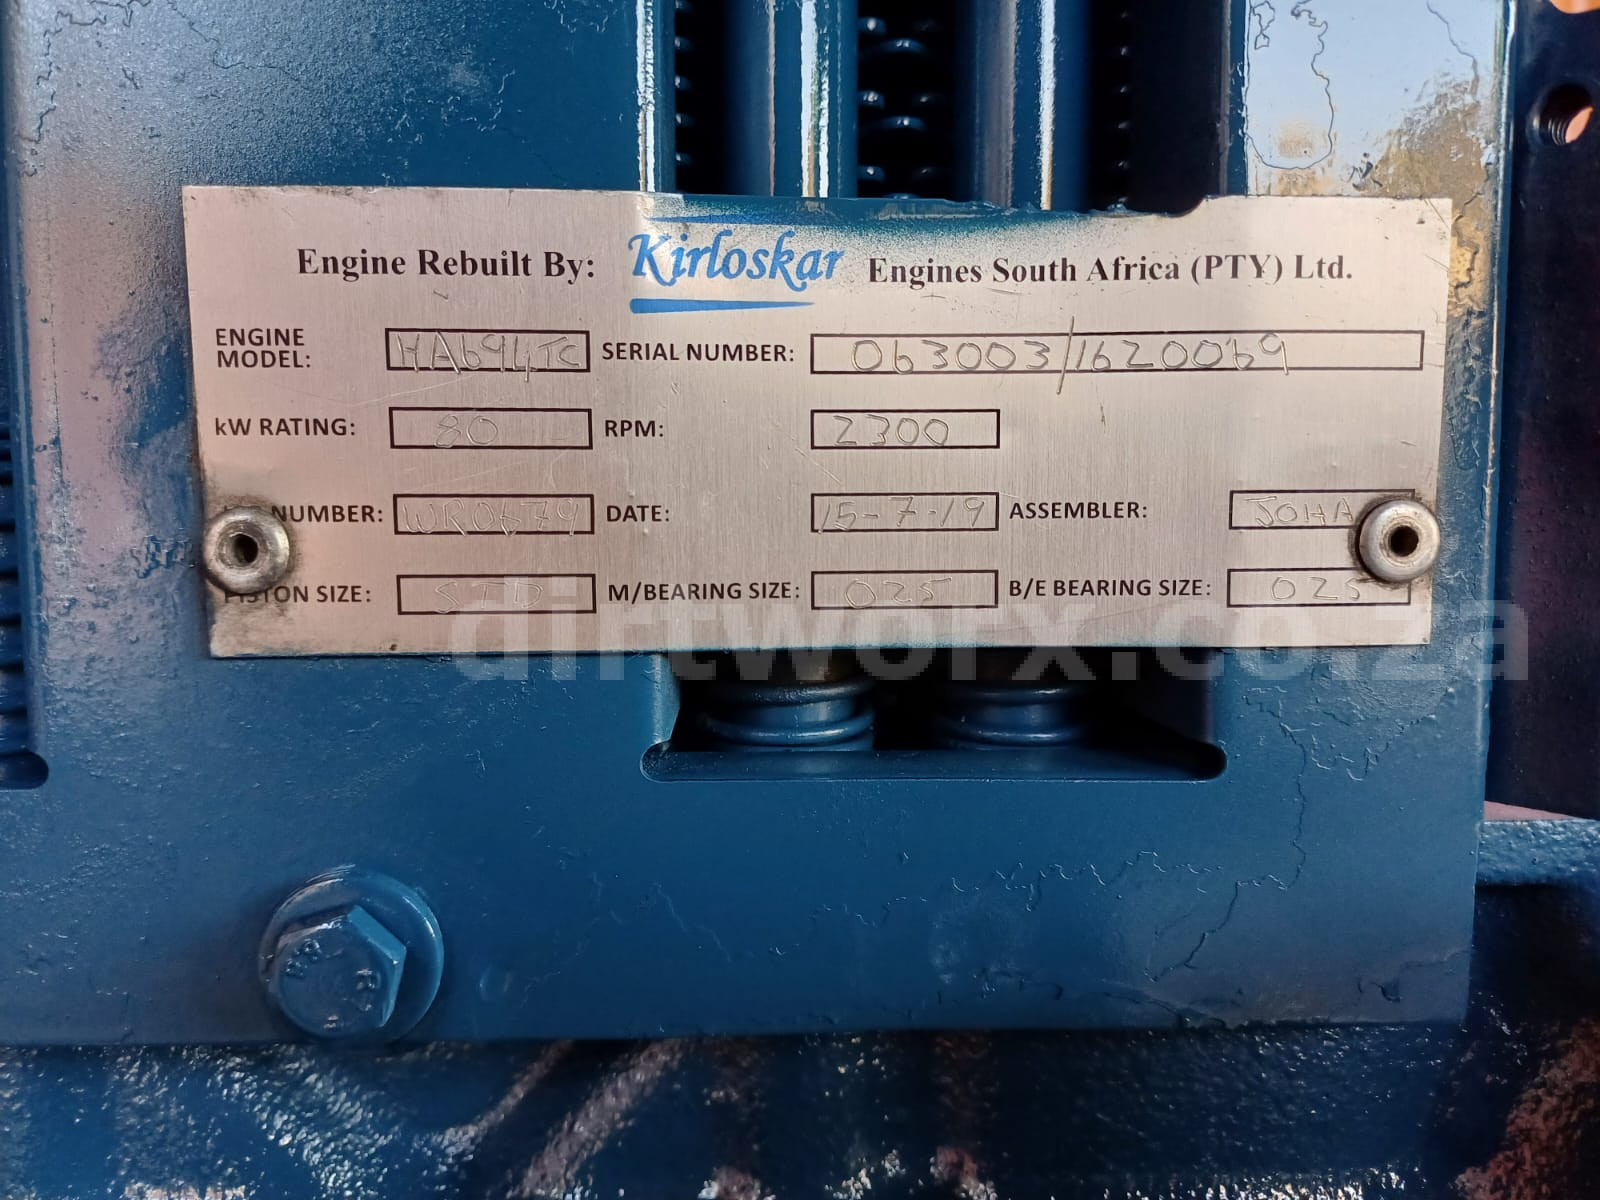 Engine Rebuilt By: Kirloskar Engines South Africa (PTY) Ltd.
ENGINE MODEL: HA694TC SERIAL NUMBER: 063003/1620069
kW RATING: 80 RPM: 2300
NUMBER: WR0679 DATE: 15-7-19 ASSEMBLER: JOHA
PISTON SIZE: STD M/BEARING SIZE: 025 B/E BEARING SIZE: 025
dirtworx.co.za